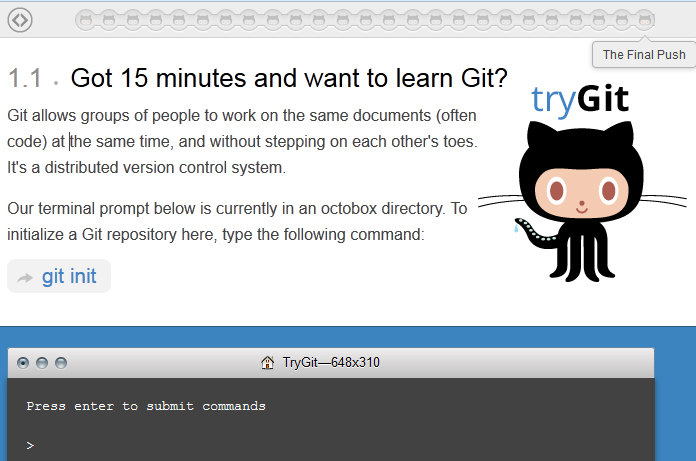 The Final Push
1.1 • Got 15 minutes and want to learn Git?
tryGit
Git allows groups of people to work on the same documents (often
code) at the same time, and without stepping on each other's toes.
It's a distributed version control system.
Our terminal prompt below is currently in an octobox directory. To
initialize a Git repository here, type the following command:
git init
TryGit—648x310
Press enter to submit commands
>